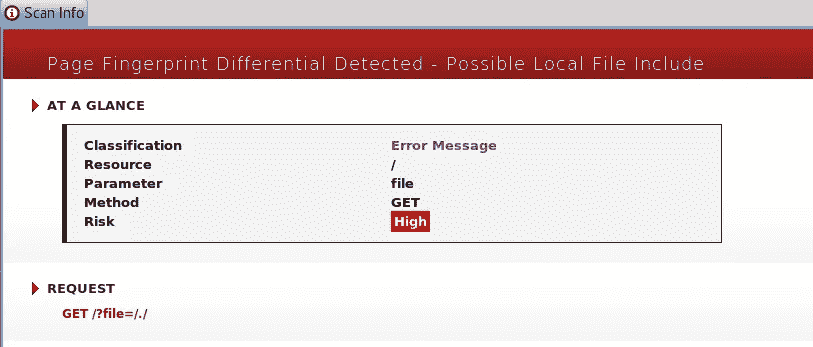 Scan Info
Page Fingerprint Differential Detected - Possible Local File Include
AT A GLANCE
Classification Error Message
Resource /
Parameter file
Method GET
Risk High
REQUEST
GET /?file=/./